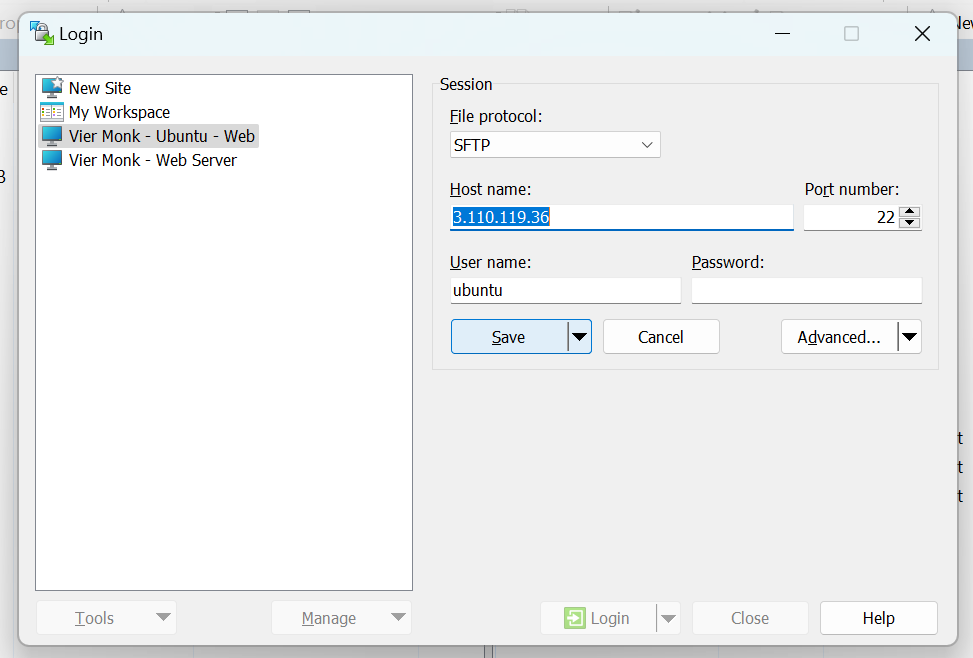 Login
New Site
My Workspace
Vier Monk - Ubuntu - Web
Vier Monk - Web Server
Session
File protocol:
SFTP
Host name:
Port number:
3.110.119.36
22
User name:
Password:
ubuntu
Save
Cancel
Advanced...
Tools
Manage
Login
Close
Help